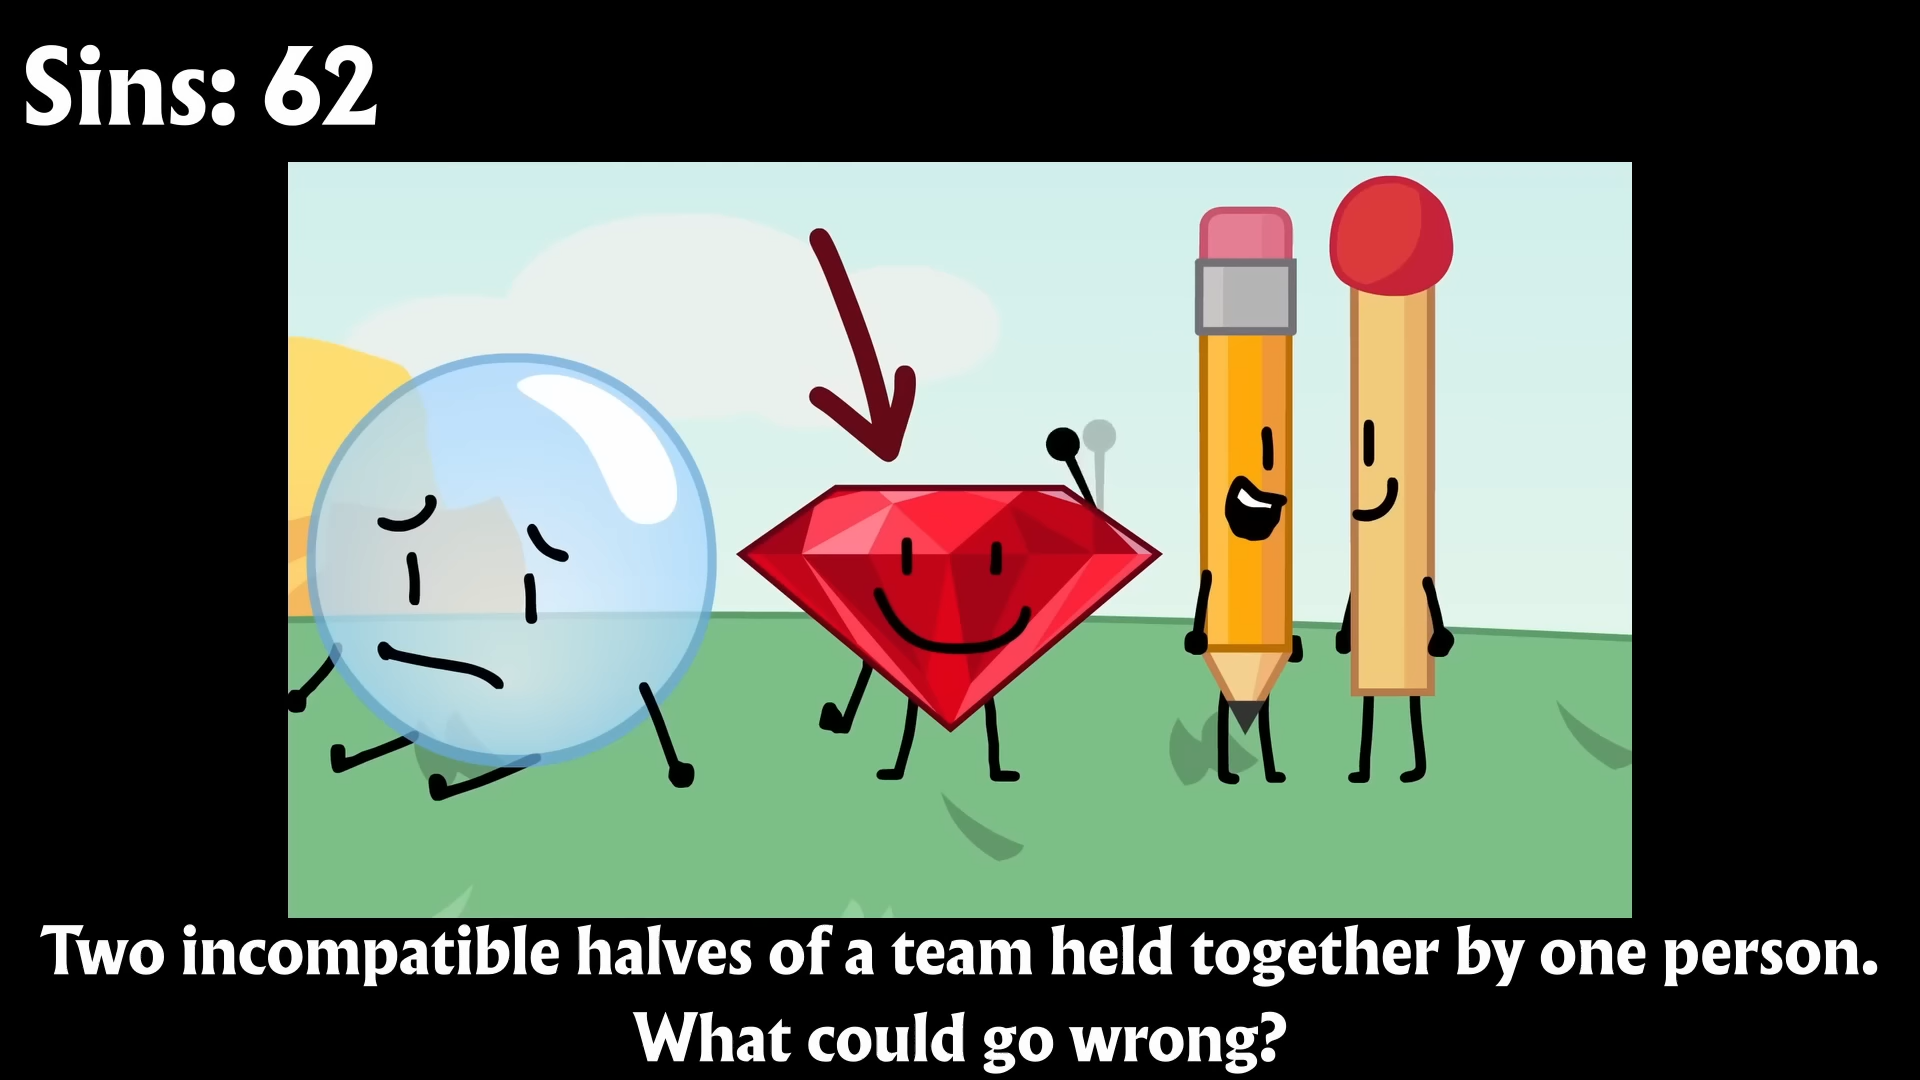 Sins: 62
Two incompatible halves of a team held together by one person.
What could go wrong?